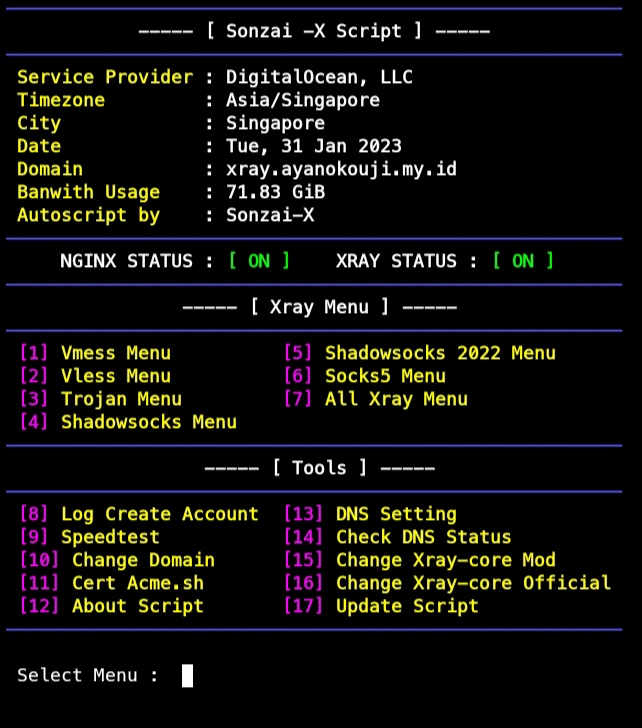 ----- [ Sonzai -X Script ] -----
Service Provider : DigitalOcean, LLC
Timezone : Asia/Singapore
City : Singapore
Date : Tue, 31 Jan 2023
Domain : xray.ayanokouji.my.id
Banwith Usage : 71.83 GiB
Autoscript by : Sonzai-X
NGINX STATUS : [ ON ] XRAY STATUS : [ ON ]
----- [ Xray Menu ] -----
[1] Vmess Menu [5] Shadowsocks 2022 Menu
[2] Vless Menu [6] Socks5 Menu
[3] Trojan Menu [7] All Xray Menu
[4] Shadowsocks Menu
----- [ Tools ] -----
[8] Log Create Account [13] DNS Setting
[9] Speedtest [14] Check DNS Status
[10] Change Domain [15] Change Xray-core Mod
[11] Cert Acme.sh [16] Change Xray-core Official
[12] About Script [17] Update Script
Select Menu :